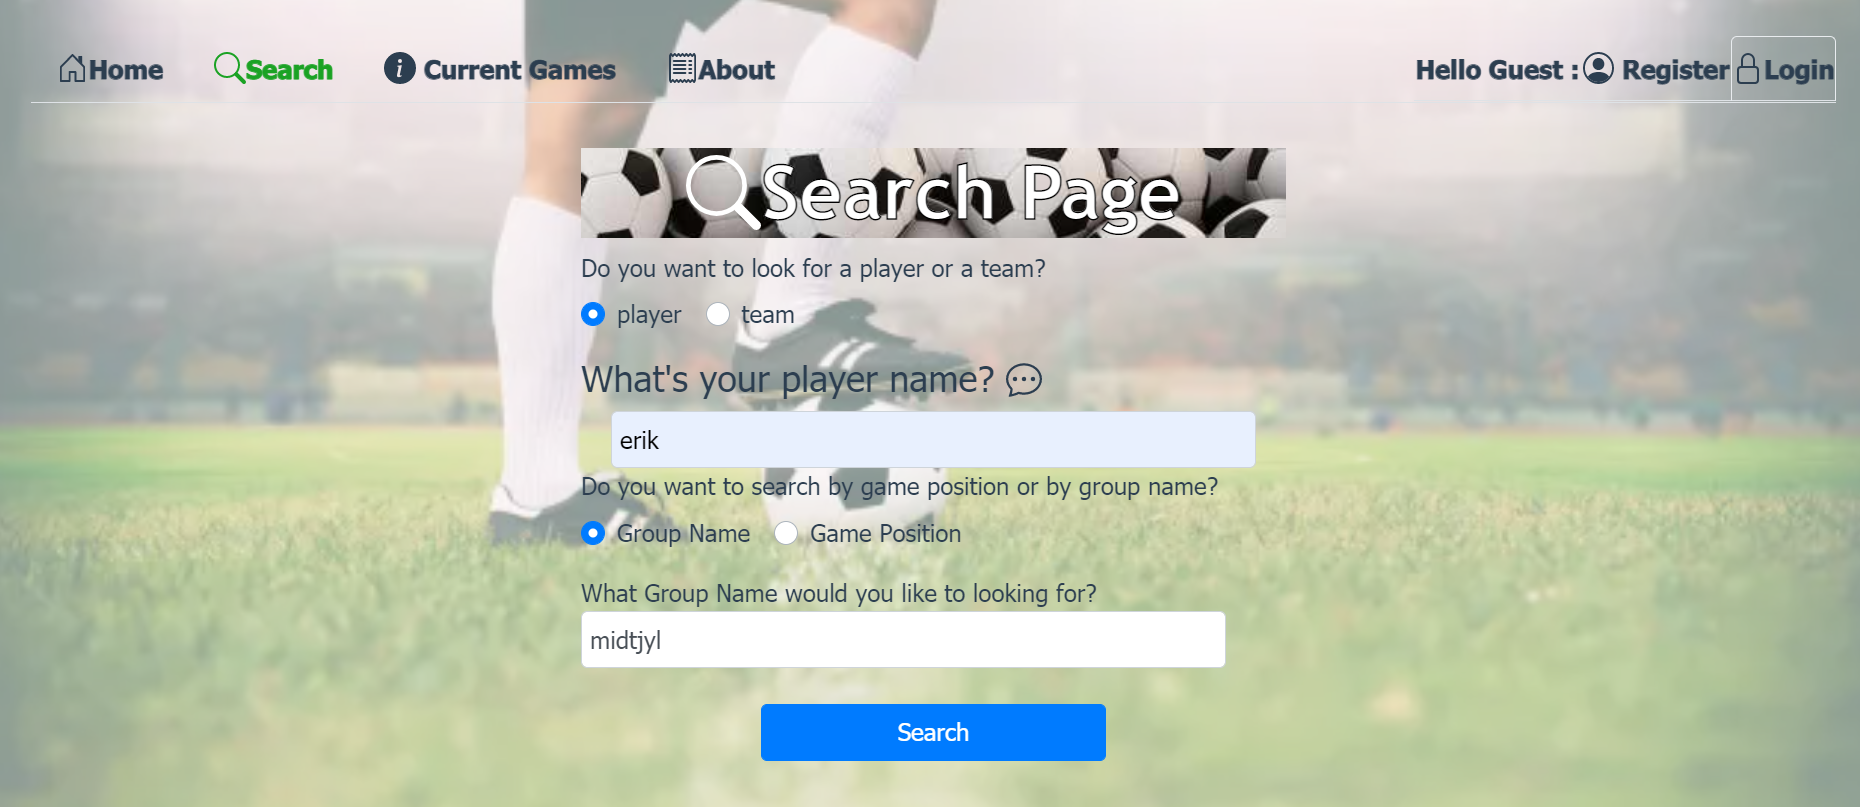 Home Search Current Games About Hello Guest : Register Login
Search Page
Do you want to look for a player or a team?
player team
What's your player name?
erik
Do you want to search by game position or by group name?
Group Name Game Position
What Group Name would you like to looking for?
midtjyl
Search